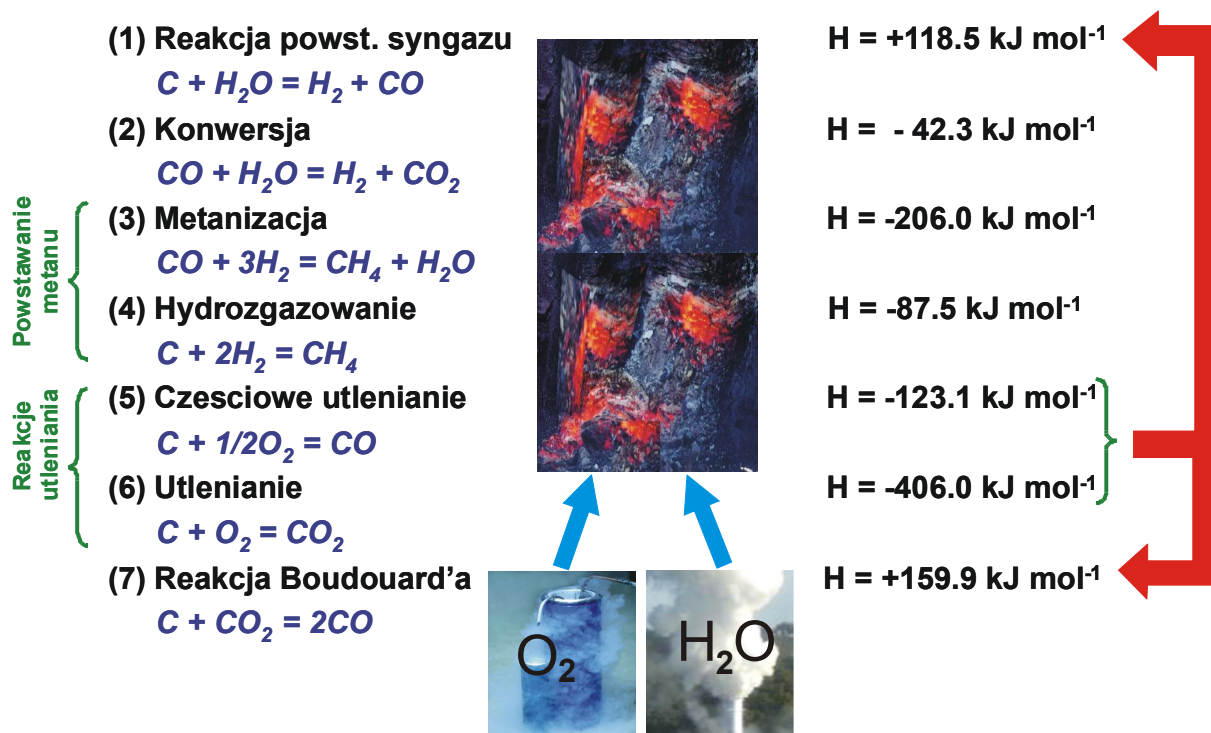 (1) Reakcja powst. syngazu H = +118.5 kJ mol⁻¹
C + H₂O = H₂ + CO
(2) Konwersja H = - 42.3 kJ mol⁻¹
CO + H₂O = H₂ + CO₂
Powstawanie
metanu
(3) Metanizacja H = -206.0 kJ mol⁻¹
CO + 3H₂ = CH₄ + H₂O
(4) Hydrozgazowanie H = -87.5 kJ mol⁻¹
C + 2H₂ = CH₄
Reakcje
utleniania
(5) Czesciowe utlenianie H = -123.1 kJ mol⁻¹
C + 1/2O₂ = CO
(6) Utlenianie H = -406.0 kJ mol⁻¹
C + O₂ = CO₂
(7) Reakcja Boudouard’a H = +159.9 kJ mol⁻¹
C + CO₂ = 2CO
O₂
H₂O